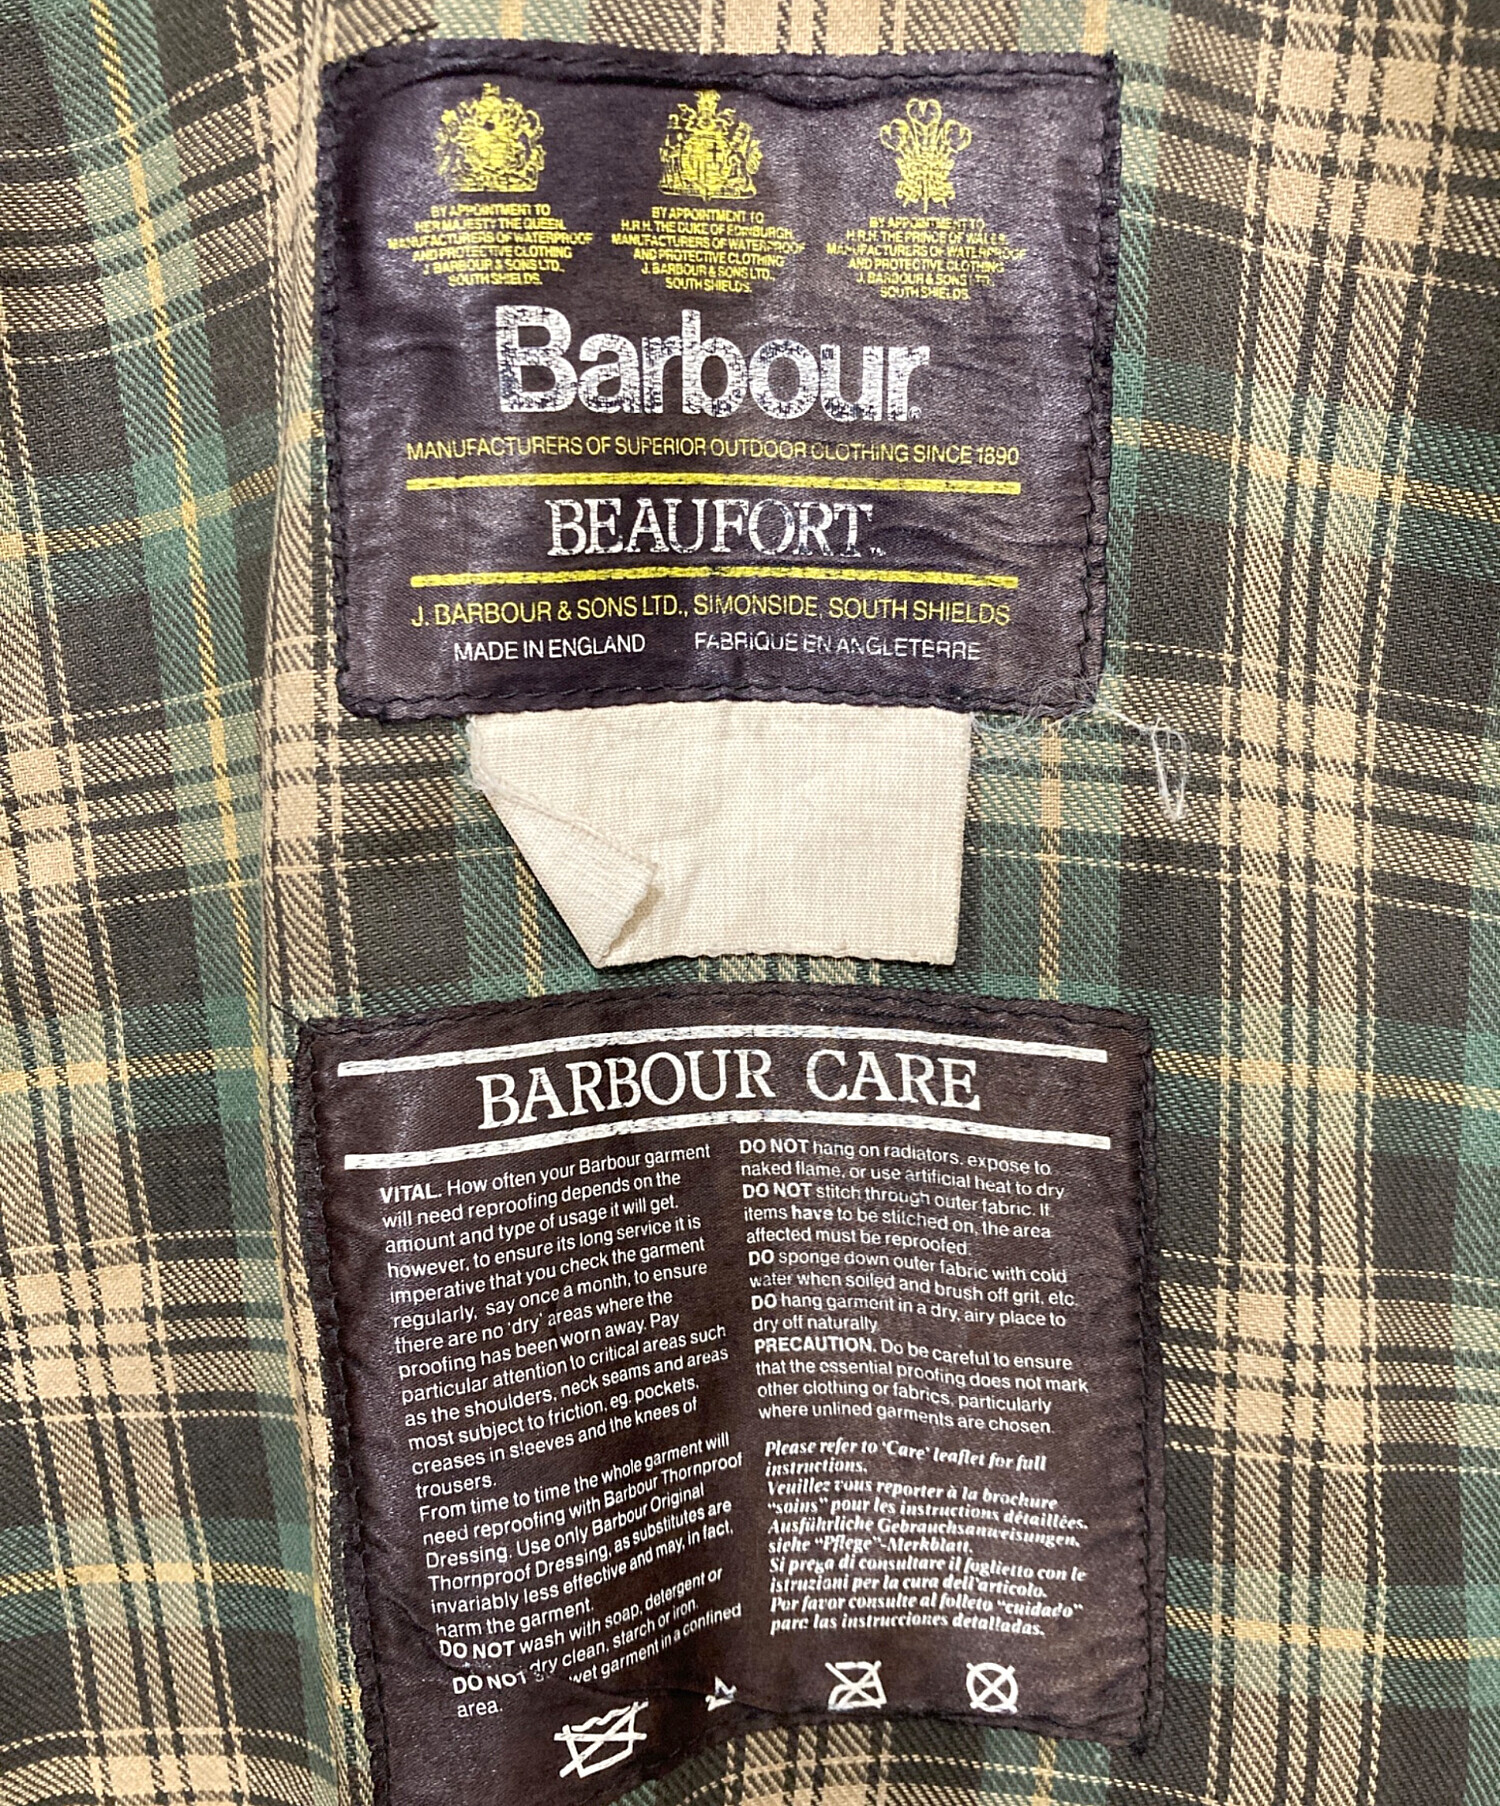 BY APPOINTMENT TO
HER MAJESTY THE QUEEN
MANUFACTURERS OF WATERPROOF
AND PROTECTIVE CLOTHING
J. BARBOUR & SONS LTD.,
SOUTH SHIELDS.
BY APPOINTMENT TO
H.R.H. THE DUKE OF EDINBURGH
MANUFACTURERS OF WATERPROOF
AND PROTECTIVE CLOTHING
J. BARBOUR & SONS LTD.,
SOUTH SHIELDS.
BY APPOINTMENT TO
H.R.H. THE PRINCE OF WALES
MANUFACTURERS OF WATERPROOF
AND PROTECTIVE CLOTHING
J. BARBOUR & SONS LTD.,
SOUTH SHIELDS.
Barbour®
MANUFACTURERS OF SUPERIOR OUTDOOR CLOTHING SINCE 1890
BEAUFORT™
J. BARBOUR & SONS LTD., SIMONSIDE, SOUTH SHIELDS
MADE IN ENGLAND FABRIQUE EN ANGLETERRE
BARBOUR CARE
VITAL. How often your Barbour garment
will need reproofing depends on the
amount and type of usage it will get.
however, to ensure its long service it is
imperative that you check the garment
regularly, say once a month, to ensure
there are no 'dry' areas where the
proofing has been worn away. Pay
particular attention to critical areas such
as the shoulders, neck seams and areas
most subject to friction, eg. pockets,
creases in sleeves and the knees of
trousers.
From time to time the whole garment will
need reproofing with Barbour Thornproof
Dressing. Use only Barbour Original
Thornproof Dressing, as substitutes are
invariably less effective and may, in fact,
harm the garment.
DO NOT wash with soap, detergent or
DO NOT dry clean, starch or iron.
wet garment in a confined
area.
DO NOT hang on radiators, expose to
naked flame, or use artificial heat to dry
DO NOT stitch through outer fabric. If
items have to be stitched on, the area
affected must be reproofed.
DO sponge down outer fabric with cold
water when soiled and brush off grit, etc.
DO hang garment in a dry, airy place to
dry off naturally.
PRECAUTION. Do be careful to ensure
that the essential proofing does not mark
other clothing or fabrics, particularly
where unlined garments are chosen.
Please refer to 'Care' leaflet for full
instructions.
Veuillez vous reporter à la brochure
"soins" pour les instructions détaillées.
Ausführliche Gebrauchsanweisungen,
siehe "Pflege"-Merkblatt.
Si prega di consultare il foglietto con le
istruzioni per la cura dell'articolo.
Por favor consulte al folleto "cuidado"
para las instrucciones detalladas.